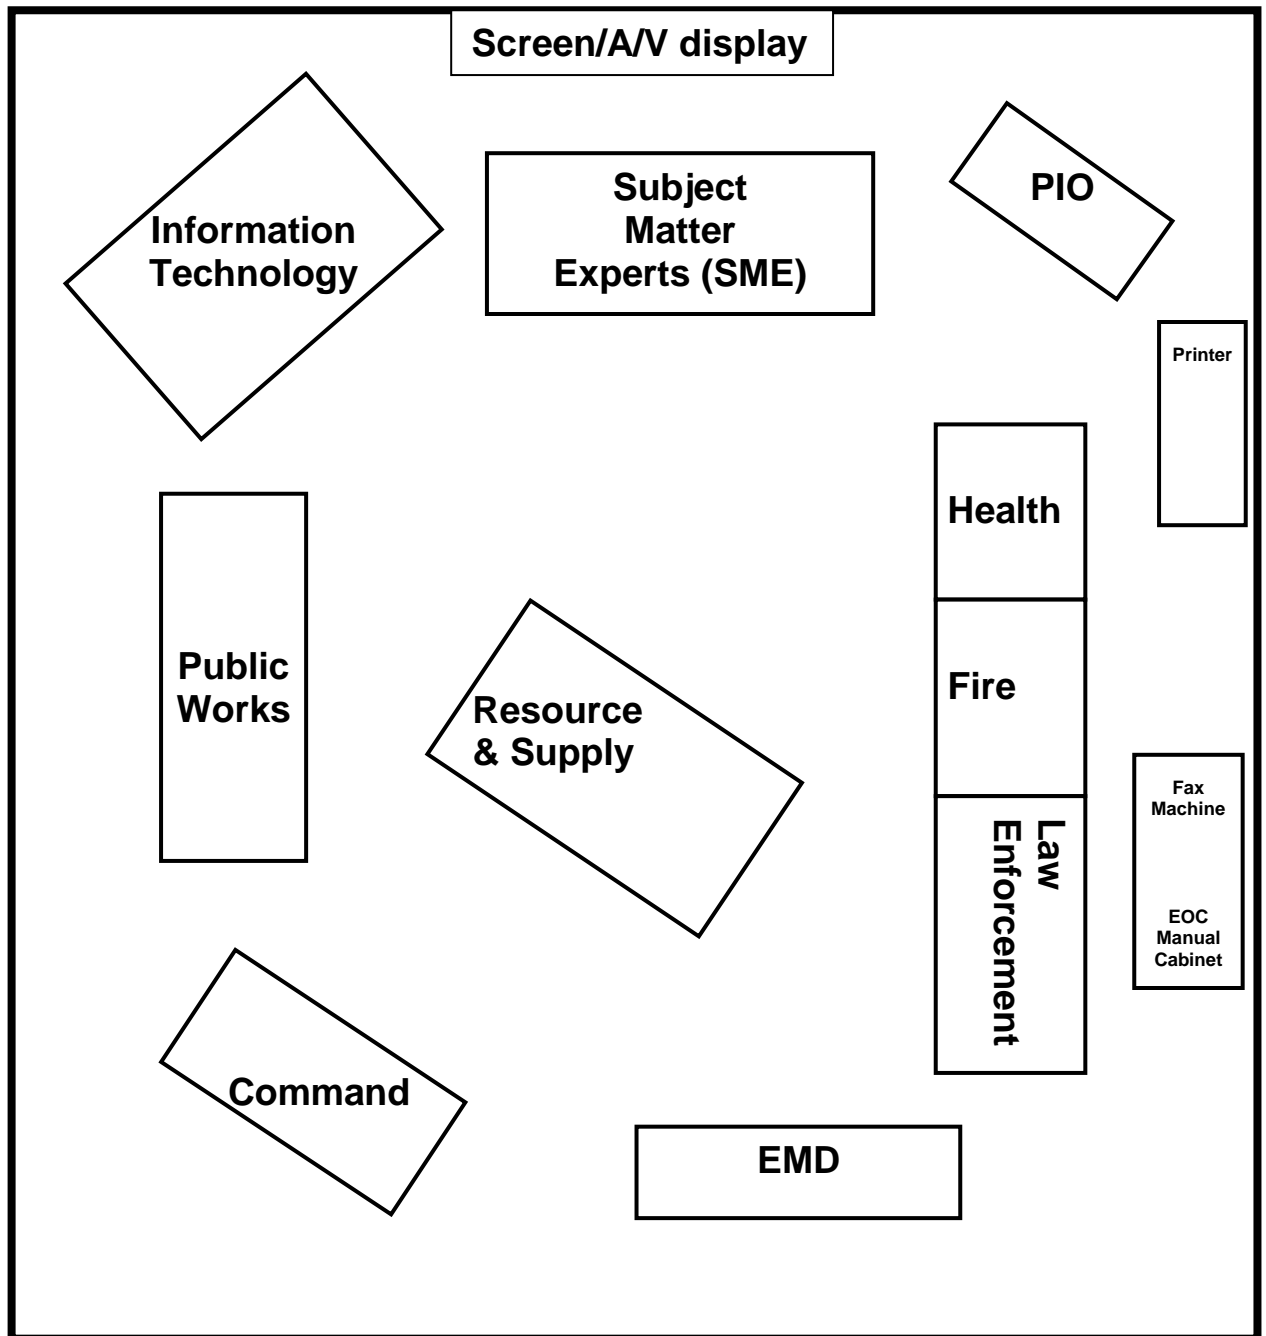 Screen/A/V display
Information
Technology
Subject
Matter
Experts (SME)
PIO
Printer
Health
Public
Works
Resource
& Supply
Fire
Fax
Machine
Law
Enforcement
EOC
Manual
Cabinet
Command
EMD